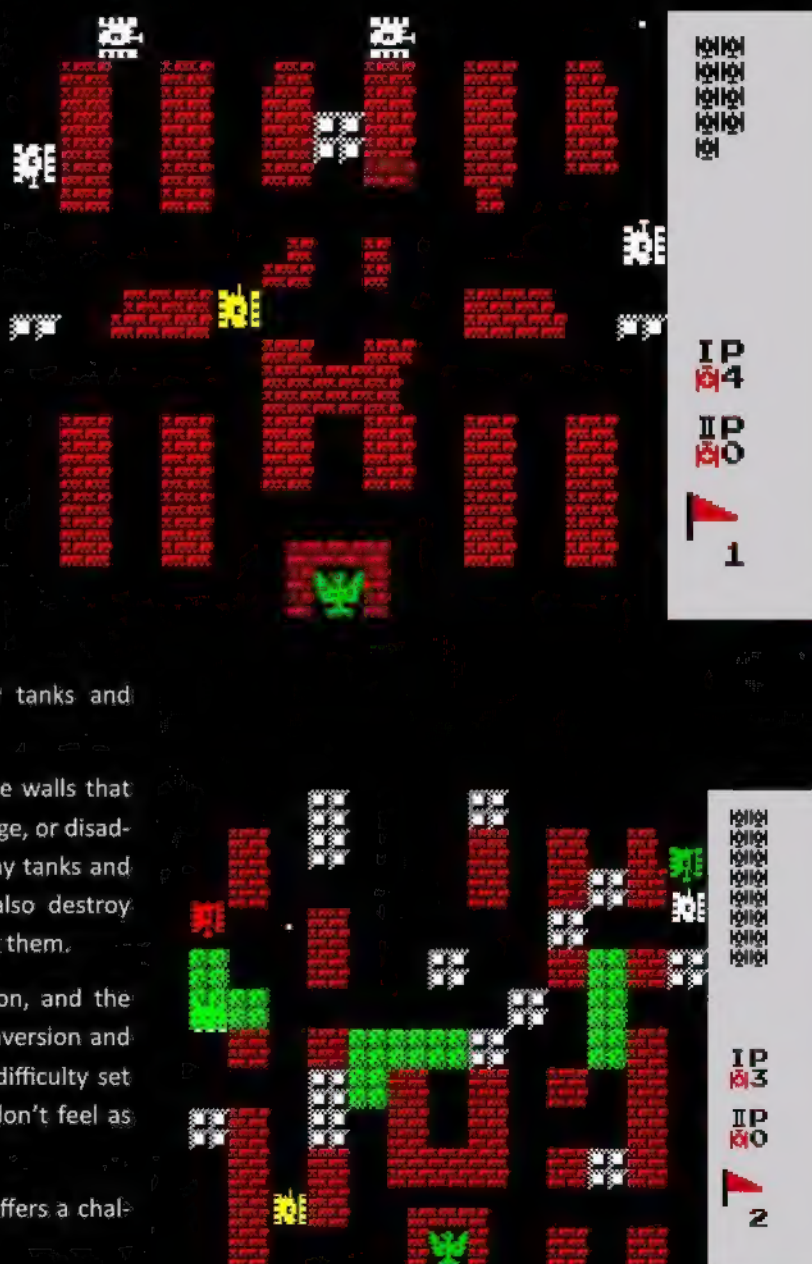 IP
4
IIP
0
1
tanks and
e walls that
ge, or disad-
ny tanks and
also destroy
them.
on, and the
version and
difficulty set
don't feel as
ffers a chal-
IP
3
IIP
0
2